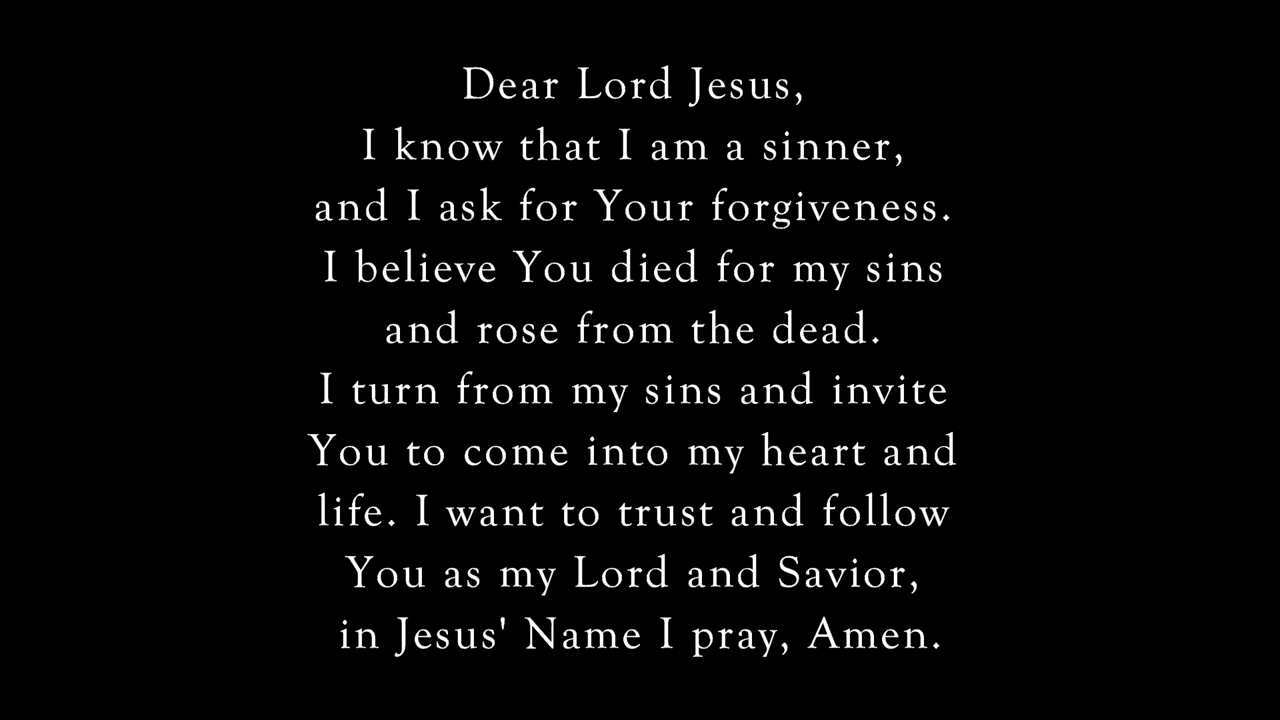 Dear Lord Jesus,
I know that I am a sinner,
and I ask for Your forgiveness.
I believe You died for my sins
and rose from the dead.
I turn from my sins and invite
You to come into my heart and
life. I want to trust and follow
You as my Lord and Savior,
in Jesus' Name I pray, Amen.